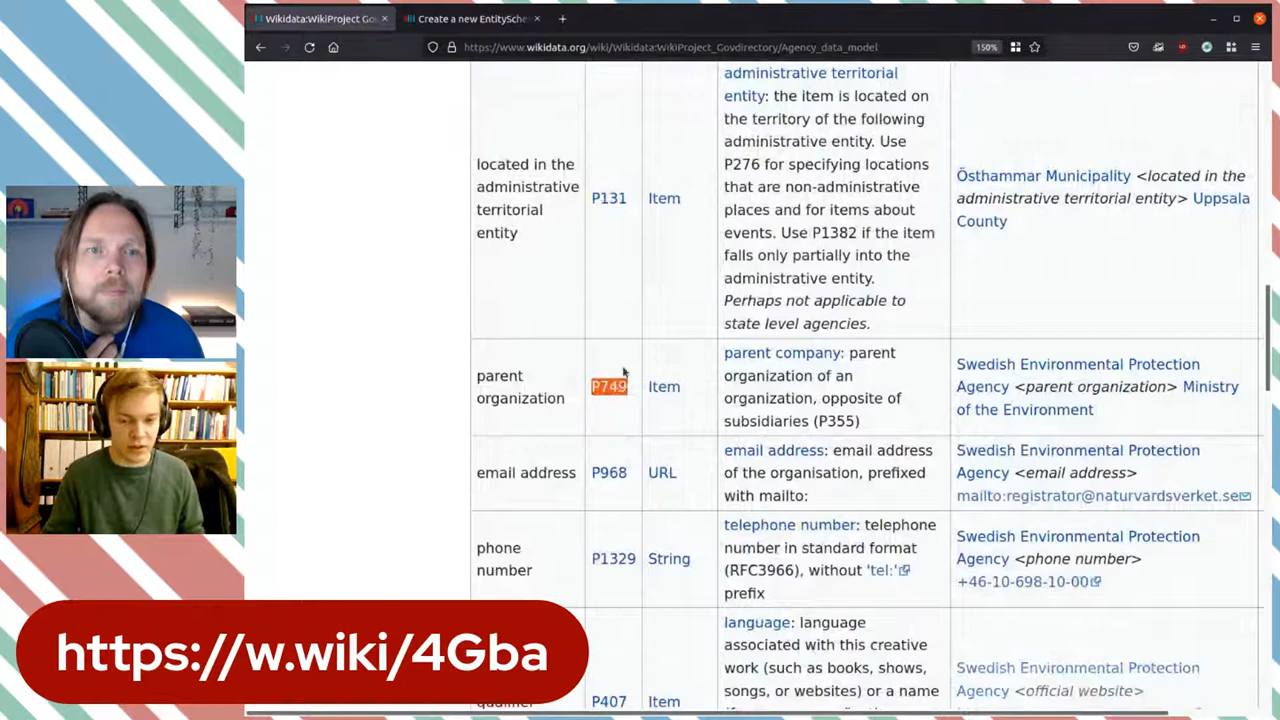 Wikidata:WikiProject Gov
Create a new EntitySche
https://www.wikidata.org/wiki/Wikidata:WikiProject_Govdirectory/Agency_data_model
150%
located in the
administrative
territorial
entity
P131
Item
administrative territorial
entity: the item is located on
the territory of the following
administrative entity. Use
P276 for specifying locations
that are non-administrative
places and for items about
events. Use P1382 if the item
falls only partially into the
administrative entity.
Perhaps not applicable to
state level agencies.
Östhammar Municipality <located in the
administrative territorial entity> Uppsala
County
parent
organization
P749
Item
parent company: parent
organization of an
organization, opposite of
subsidiaries (P355)
Swedish Environmental Protection
Agency <parent organization> Ministry
of the Environment
email address
P968
URL
email address: email address
of the organisation, prefixed
with mailto:
Swedish Environmental Protection
Agency <email address>
mailto:registrator@naturvardsverket.se
phone
number
P1329
String
telephone number: telephone
number in standard format
(RFC3966), without 'tel:'
prefix
Swedish Environmental Protection
Agency <phone number>
+46-10-698-10-00
P407
Item
language: language
associated with this creative
work (such as books, shows,
songs, or websites) or a name
Swedish Environmental Protection
Agency <official website>
https://w.wiki/4Gba